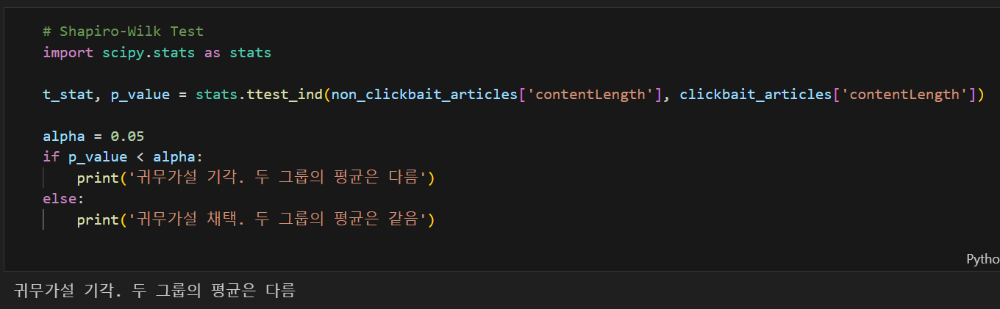 # Shapiro-Wilk Test
import scipy.stats as stats
t_stat, p_value = stats.ttest_ind(non_clickbait_articles['contentLength'], clickbait_articles['contentLength'])
alpha = 0.05
if p_value < alpha:
    print('귀무가설 기각. 두 그룹의 평균은 다름')
else:
    print('귀무가설 채택. 두 그룹의 평균은 같음')
Pytho
귀무가설 기각. 두 그룹의 평균은 다름